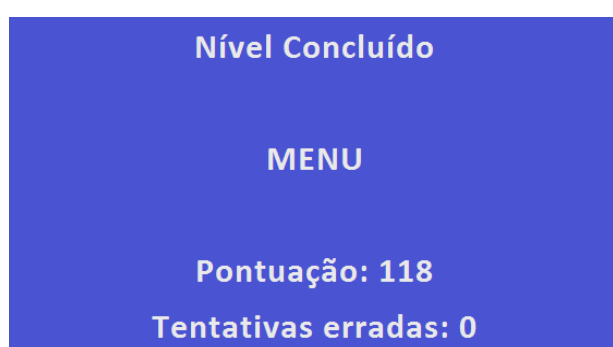 Nível Concluído
MENU
Pontuação: 118
Tentativas erradas: 0